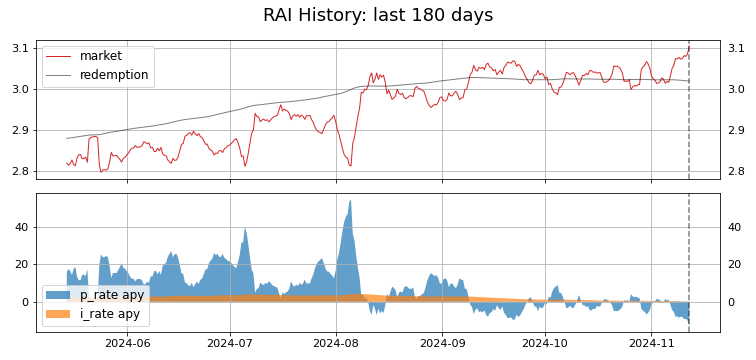 RAI History: last 180 days
3.1 3.1
market
redemption
3.0 3.0
2.9 2.9
2.8 2.8
40 40
20 20
p_rate apy
0 0
i_rate apy
2024-06 2024-07 2024-08 2024-09 2024-10 2024-11